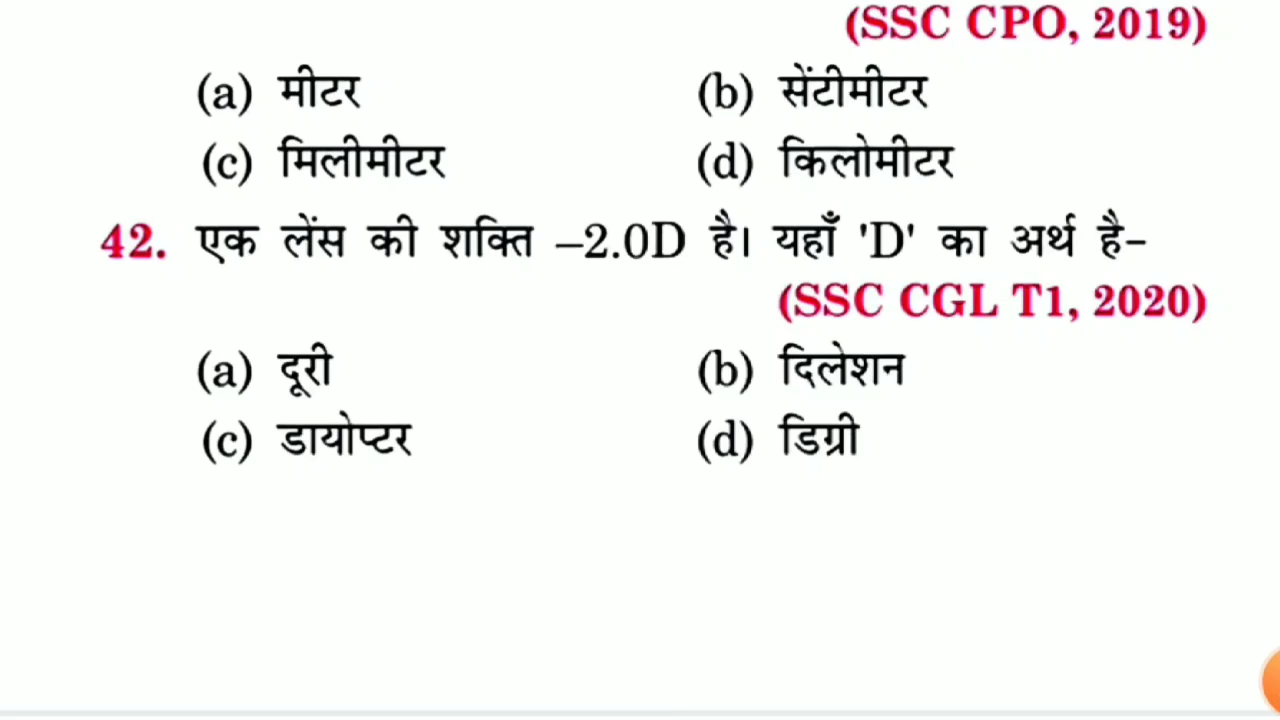 (SSC CPO, 2019)
(a) मीटर (b) सेंटीमीटर
(c) मिलीमीटर (d) किलोमीटर
42. एक लेंस की शक्ति –2.0D है। यहाँ 'D' का अर्थ है–
(SSC CGL T1, 2020)
(a) दूरी (b) दिलेशन
(c) डायोप्टर (d) डिग्री